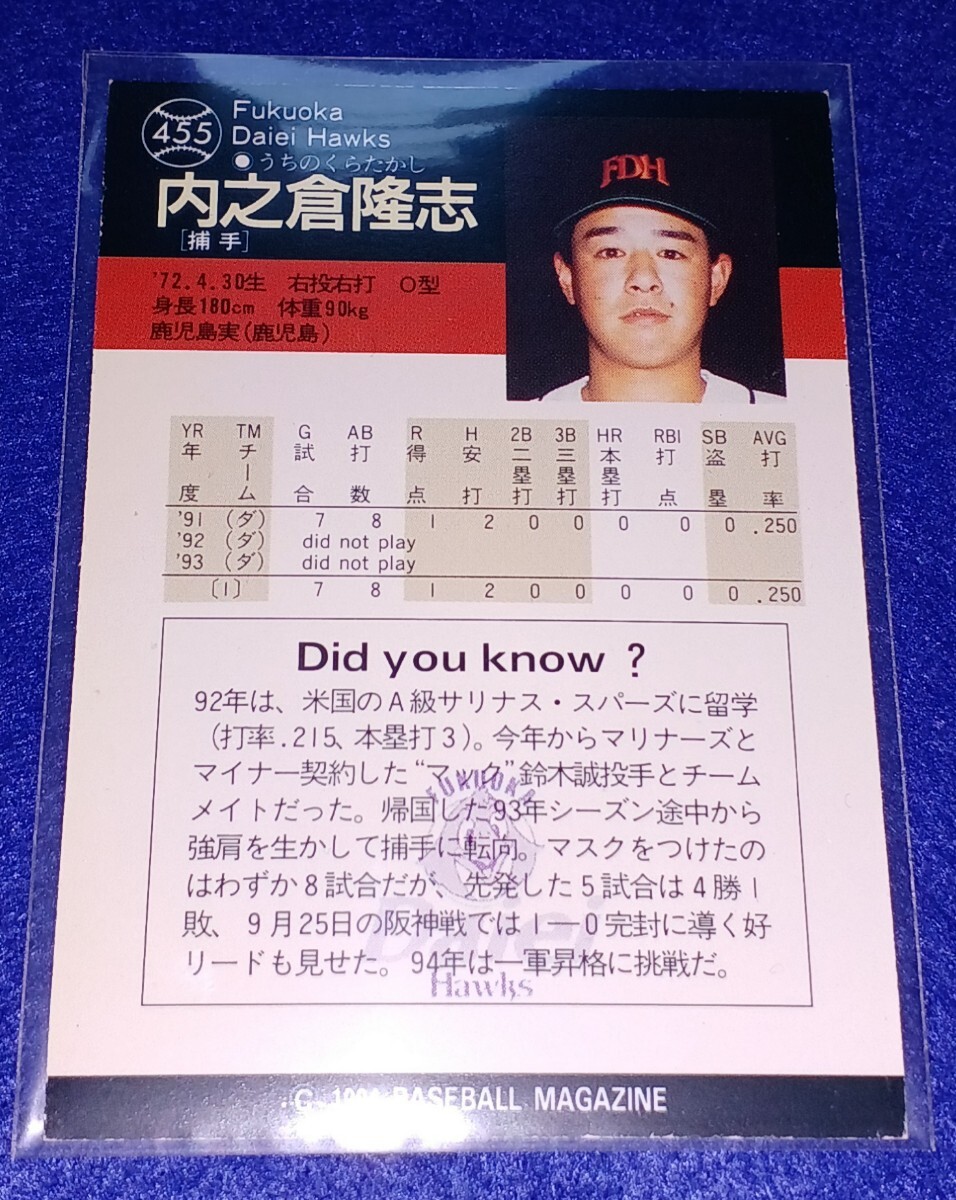 455
Fukuoka
Daiei Hawks
●うちのくらたかし
内之倉隆志
[捕手]
FDH
'72.4.30生 右投右打 O型
身長180cm 体重90kg
鹿児島実(鹿児島)
YR TM G AB R H 2B 3B HR RBI SB AVG
年度 チーム 試合 打数 得点 安打 二塁打 三塁打 本塁打 打点 盗塁 打率
'91 (ダ) 7 8 1 2 0 0 0 0 0 .250
'92 (ダ) did not play
'93 (ダ) did not play
〔1〕 7 8 1 2 0 0 0 0 0 .250
Did you know ?
92年は、米国のA級サリナス・スパーズに留学
(打率.215、本塁打3)。今年からマリナーズと
マイナー契約した“マック”鈴木誠投手とチーム
メイトだった。帰国した93年シーズン途中から
強肩を生かして捕手に転向。マスクをつけたの
はわずか8試合だが、先発した5試合は4勝1
敗、9月25日の阪神戦では1―0完封に導く好
リードも見せた。94年は一軍昇格に挑戦だ。
FUKUOKA
Daiei
Hawks
BASEBALL MAGAZINE